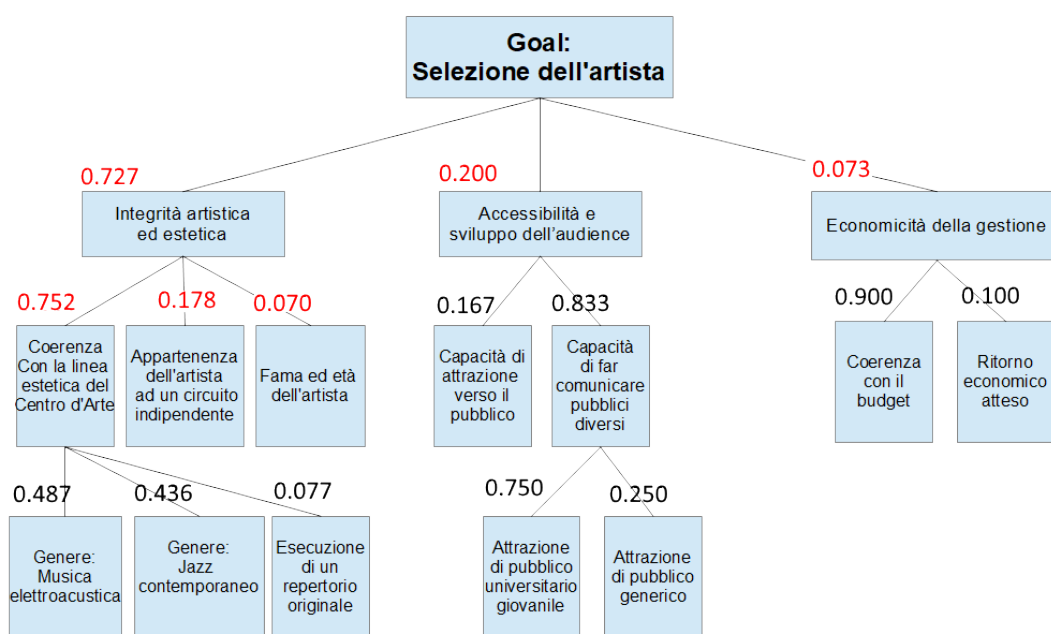 Goal:
Selezione dell'artista
0.727
0.200
0.073
Integrità artistica
ed estetica
Accessibilità e
sviluppo dell’audience
Economicità della gestione
0.752
0.178
0.070
0.167
0.833
0.900
0.100
Coerenza
Con la linea
estetica del
Centro d'Arte
Appartenenza
dell'artista
ad un circuito
indipendente
Fama ed età
dell'artista
Capacità di
attrazione
verso il
pubblico
Capacità
di far
comunicare
pubblici
diversi
Coerenza
con il
budget
Ritorno
economico
atteso
0.487
0.436
0.077
0.750
0.250
Genere:
Musica
elettroacustica
Genere:
Jazz
contemporaneo
Esecuzione
di un
repertorio
originale
Attrazione
di pubblico
universitario
giovanile
Attrazione
di pubblico
generico